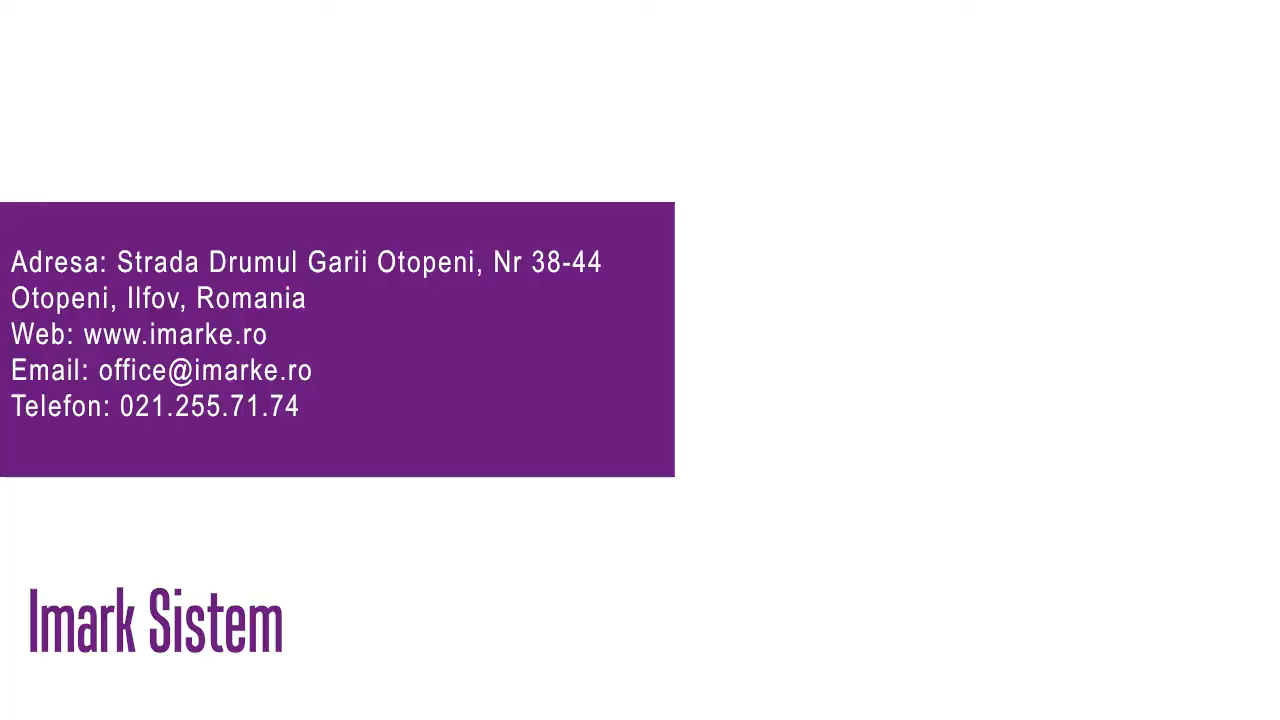 Adresa: Strada Drumul Garii Otopeni, Nr 38-44
Otopeni, Ilfov, Romania
Web: www.imarke.ro
Email: office@imarke.ro
Telefon: 021.255.71.74
Imark Sistem